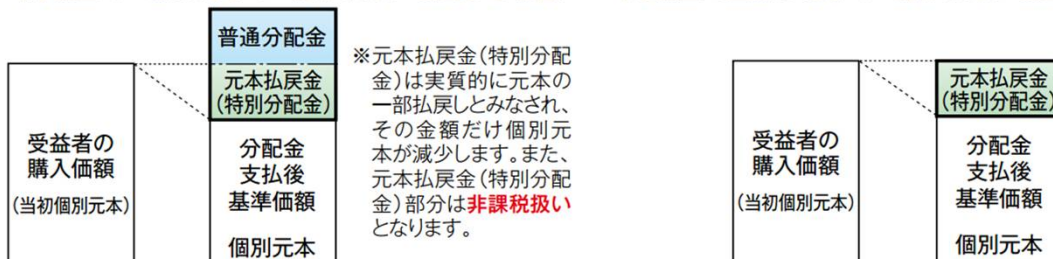 普通分配金
元本払戻金
(特別分配金)
受益者の
購入価額
(当初個別元本)
分配金
支払後
基準価額
個別元本
※元本払戻金(特別分配
金)は実質的に元本の
一部払戻しとみなされ、
その金額だけ個別元
本が減少します。また、
元本払戻金(特別分配
金)部分は非課税扱い
となります。
受益者の
購入価額
(当初個別元本)
元本払戻金
(特別分配金)
分配金
支払後
基準価額
個別元本